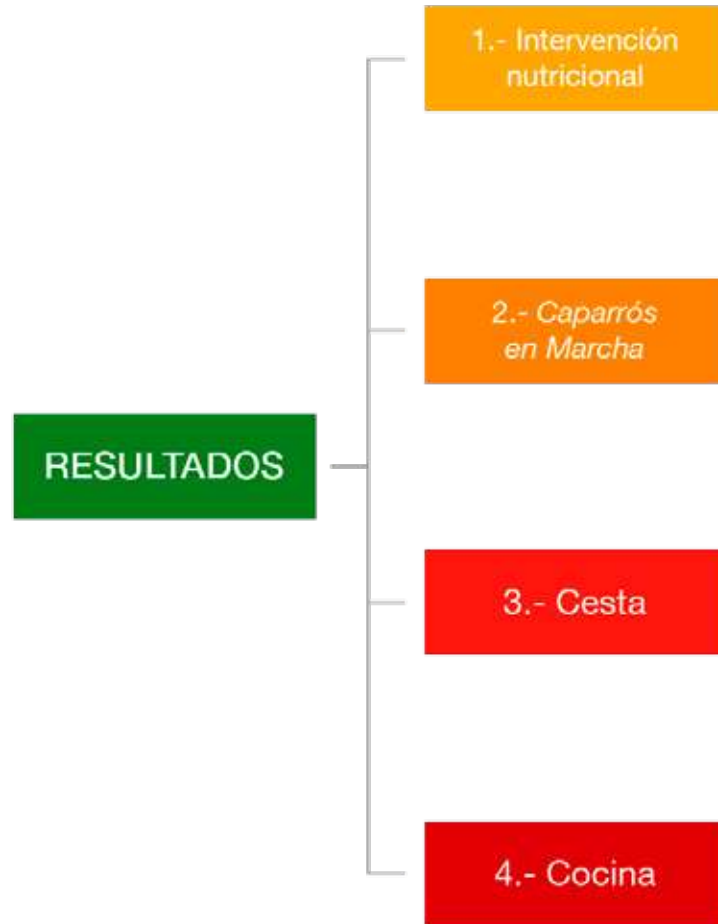 1.- Intervención
nutricional
2.- Caparrós
en Marcha
RESULTADOS
3.- Cesta
4.- Cocina